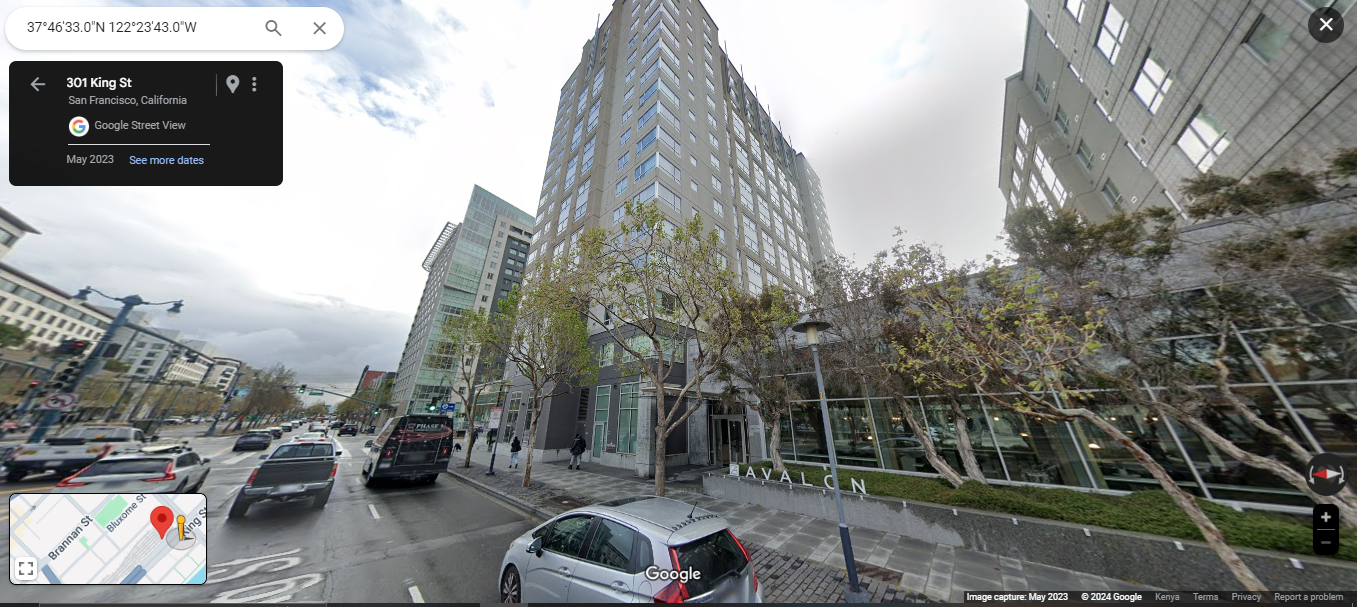 37°46'33.0"N 122°23'43.0"W
301 King St
San Francisco, California
Google Street View
May 2023 See more dates
PHASE
AVALON
Brannan St
Bluxome St
King St
Google
Image capture: May 2023 © 2024 Google Kenya Terms Privacy Report a problem